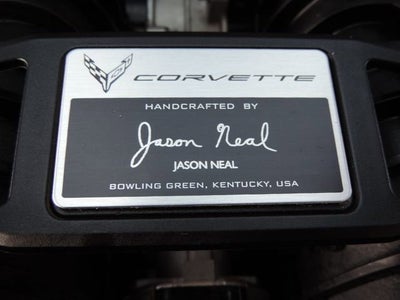 CORVETTE
HANDCRAFTED BY
Jason Neal
JASON NEAL
BOWLING GREEN, KENTUCKY, USA